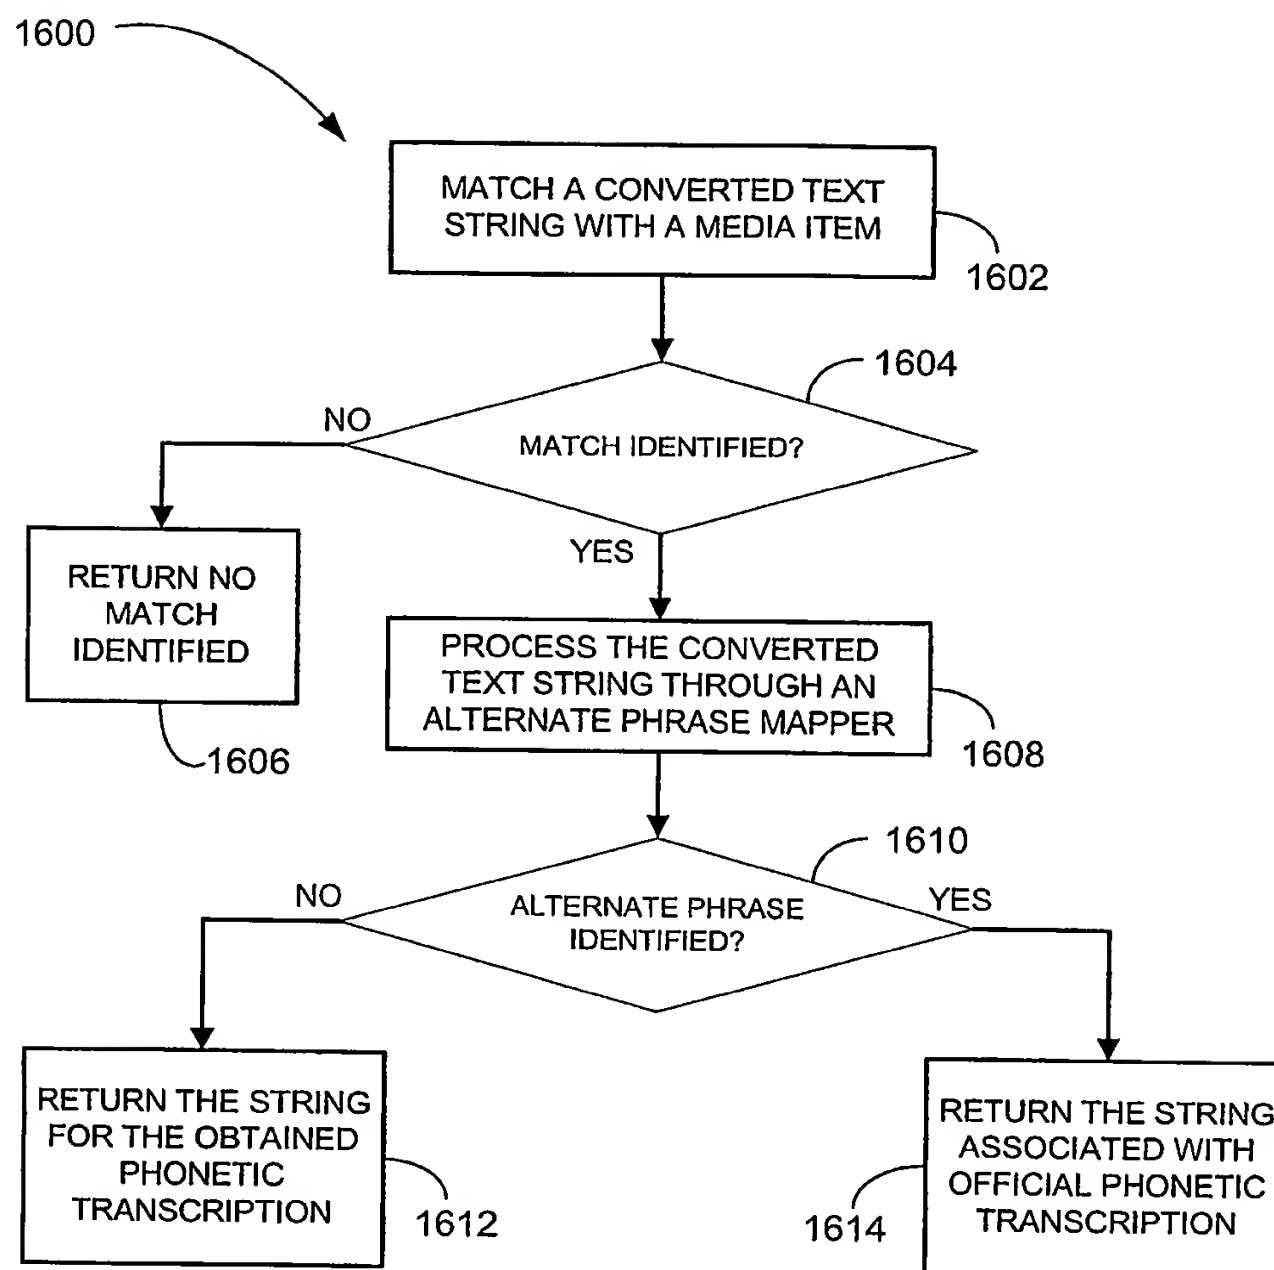 1600
MATCH A CONVERTED TEXT
STRING WITH A MEDIA ITEM
1602
1604
NO
MATCH IDENTIFIED?
YES
RETURN NO
MATCH
IDENTIFIED
1606
PROCESS THE CONVERTED
TEXT STRING THROUGH AN
ALTERNATE PHRASE MAPPER
1608
1610
NO
ALTERNATE PHRASE
IDENTIFIED?
YES
RETURN THE STRING
FOR THE OBTAINED
PHONETIC
TRANSCRIPTION
1612
RETURN THE STRING
ASSOCIATED WITH
OFFICIAL PHONETIC
TRANSCRIPTION
1614